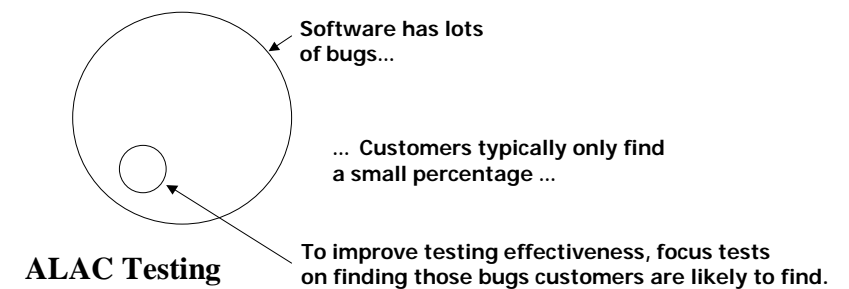 Software has lots
of bugs...
... Customers typically only find
a small percentage ...
To improve testing effectiveness, focus tests
on finding those bugs customers are likely to find.
ALAC Testing